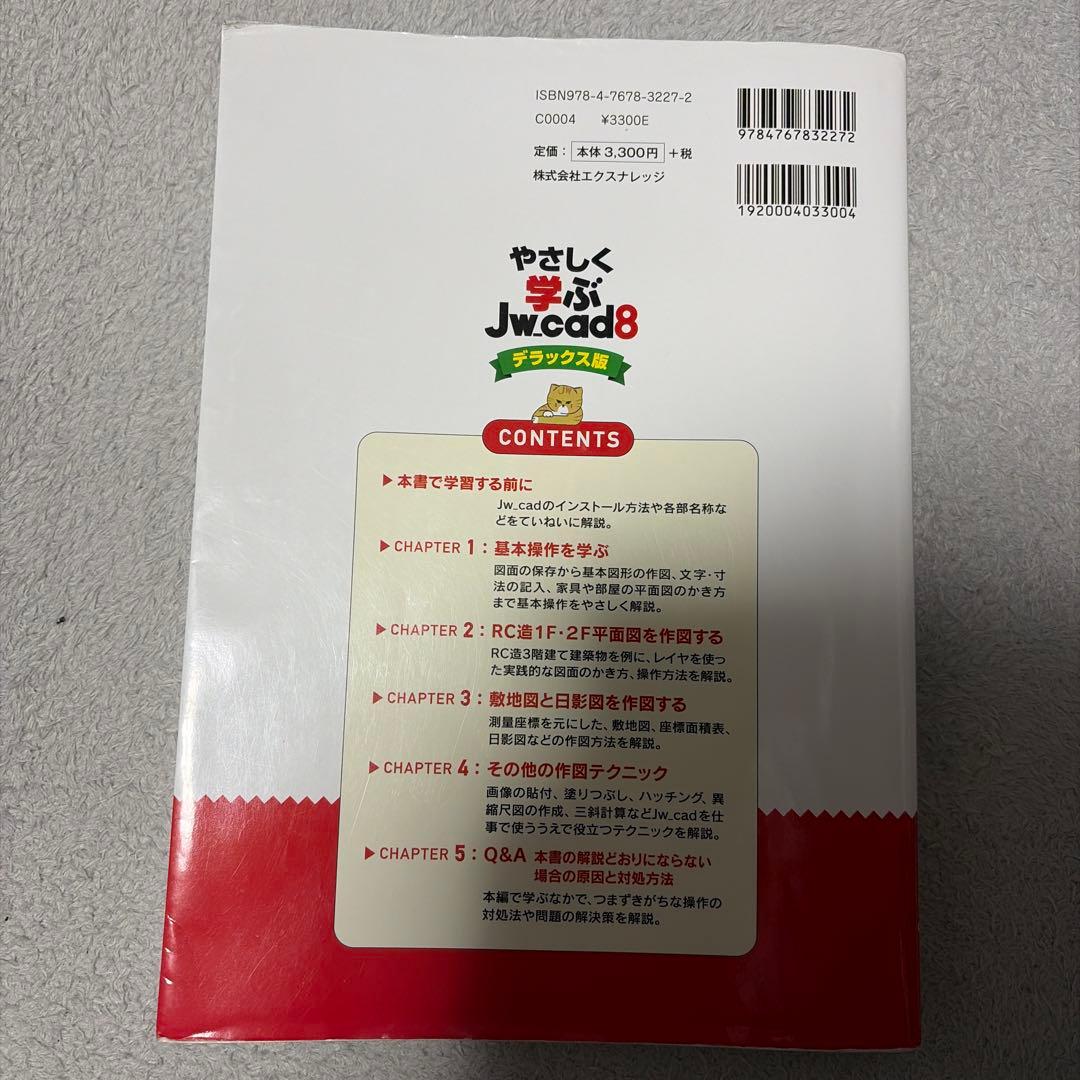 ISBN978-4-7678-3227-2
C0004 ¥3300E
定価： 本体3,300円 +税
株式会社エクスナレッジ
9784767832272
1920004033004
やさしく
学ぶ
Jw_cad8
デラックス版
JW
CONTENTS
▶本書で学習する前に
Jw_cadのインストール方法や各部名称な
どをていねいに解説。
▶CHAPTER 1：基本操作を学ぶ
図面の保存から基本図形の作図、文字・寸
法の記入、家具や部屋の平面図のかき方
まで基本操作をやさしく解説。
▶CHAPTER 2：RC造1F・2F平面図を作図する
RC造3階建て建築物を例に、レイヤを使っ
た実践的な図面のかき方、操作方法を解説。
▶CHAPTER 3：敷地図と日影図を作図する
測量座標を元にした、敷地図、座標面積表、
日影図などの作図方法を解説。
▶CHAPTER 4：その他の作図テクニック
画像の貼付、塗りつぶし、ハッチング、異
縮尺図の作成、三斜計算などJw_cadを仕
事で使ううえで役立つテクニックを解説。
▶CHAPTER 5：Q&A 本書の解説どおりにならない
場合の原因と対処方法
本編で学ぶなかで、つまずきがちな操作の
対処法や問題の解決策を解説。